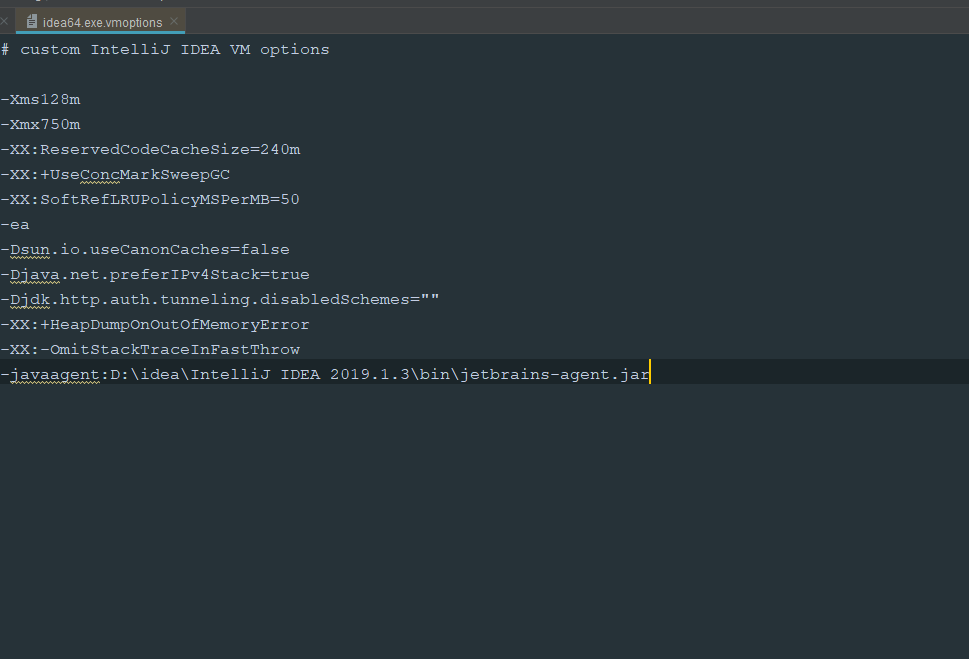 idea64.exe.vmoptions
# custom IntelliJ IDEA VM options
-Xms128m
-Xmx750m
-XX:ReservedCodeCacheSize=240m
-XX:+UseConcMarkSweepGC
-XX:SoftRefLRUPolicyMSPerMB=50
-ea
-Dsun.io.useCanonCaches=false
-Djava.net.preferIPv4Stack=true
-Djdk.http.auth.tunneling.disabledSchemes=""
-XX:+HeapDumpOnOutOfMemoryError
-XX:-OmitStackTraceInFastThrow
-javaagent:D:\idea\IntelliJ IDEA 2019.1.3\bin\jetbrains-agent.jar